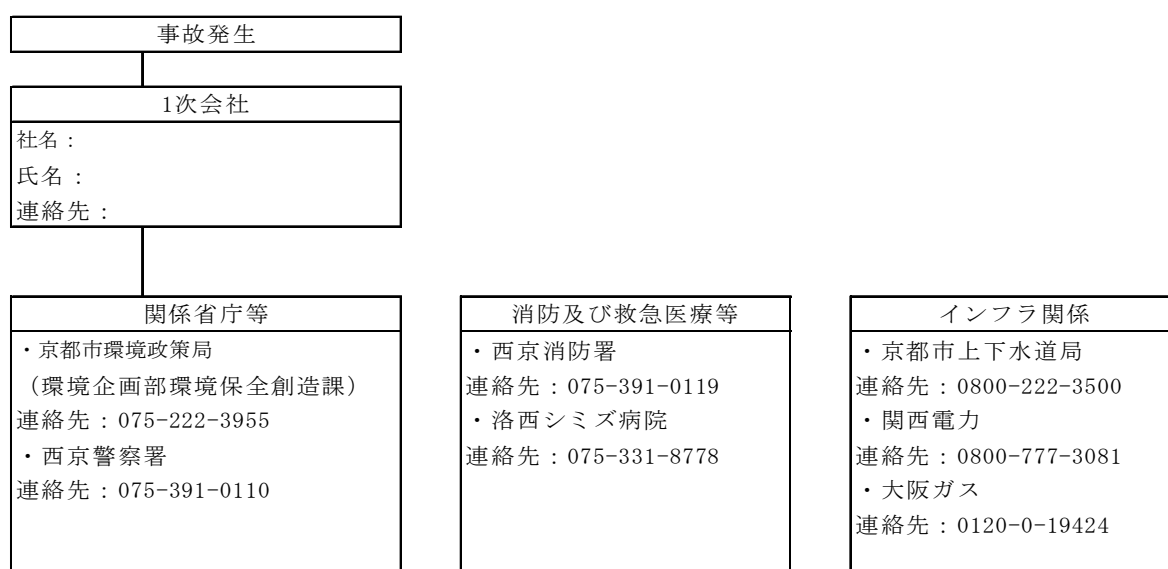 事故発生
1次会社
社名：
氏名：
連絡先：
関係省庁等
・京都市環境政策局
（環境企画部環境保全創造課）
連絡先：075-222-3955
・西京警察署
連絡先：075-391-0110
消防及び救急医療等
・西京消防署
連絡先：075-391-0119
・洛西シミズ病院
連絡先：075-331-8778
インフラ関係
・京都市上下水道局
連絡先：0800-222-3500
・関西電力
連絡先：0800-777-3081
・大阪ガス
連絡先：0120-0-19424